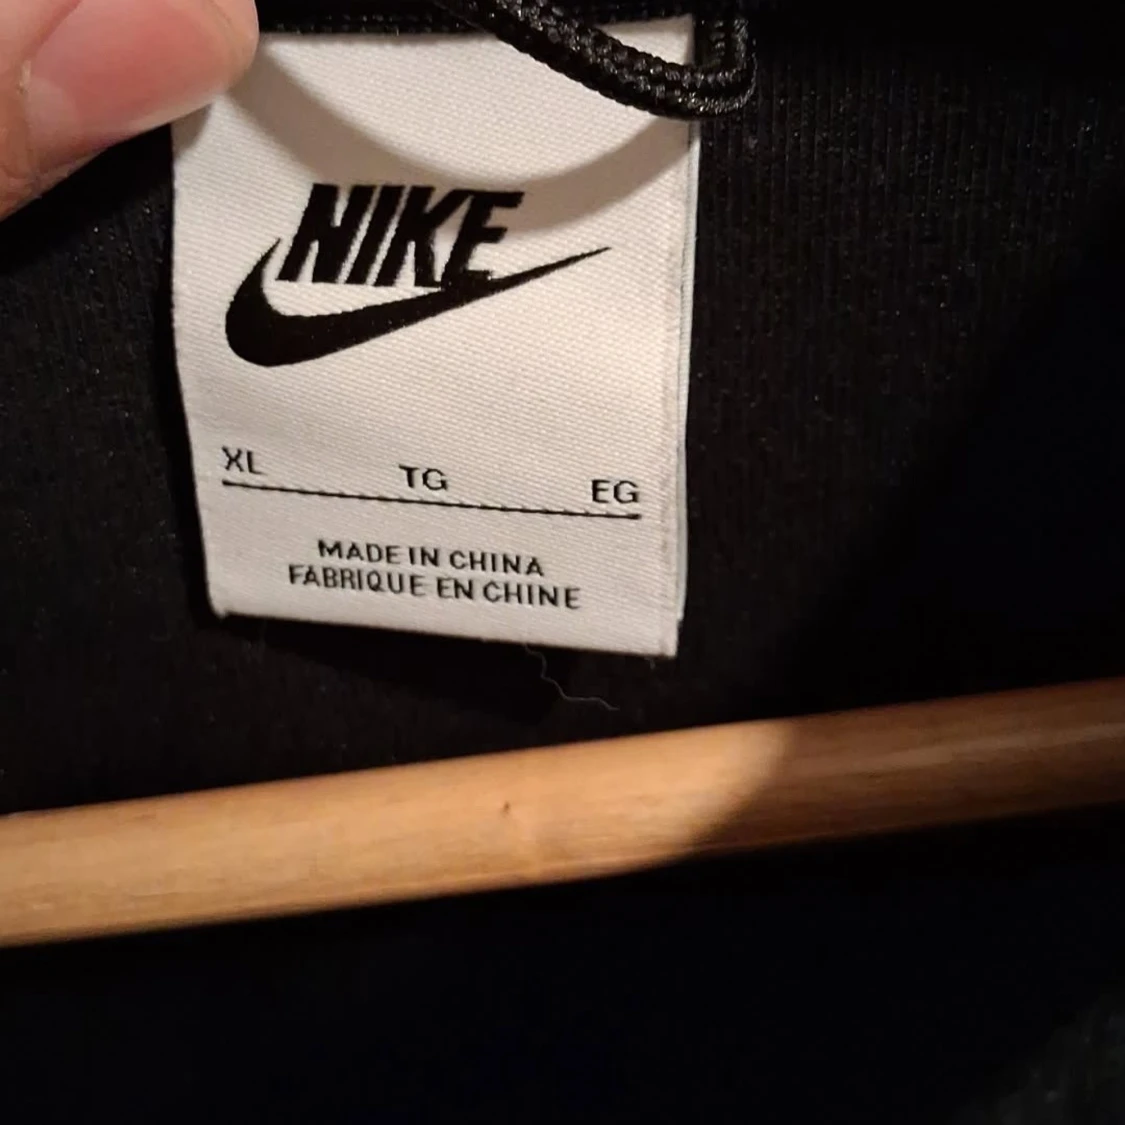 NIKE
XL TG EG
MADE IN CHINA
FABRIQUE EN CHINE